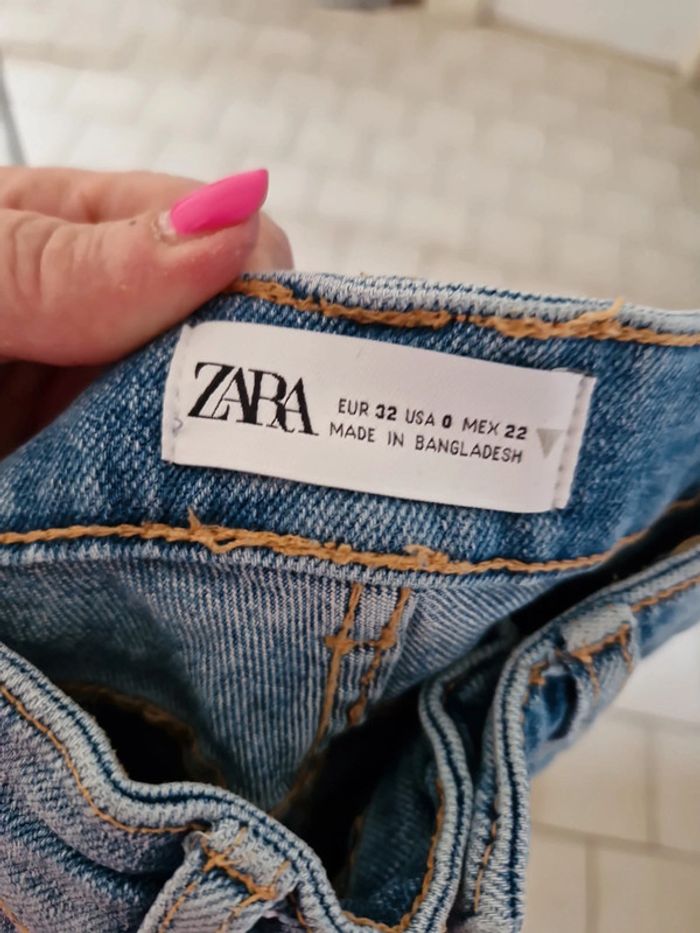 ZARA
EUR 32 USA 0 MEX 22
MADE IN BANGLADESH